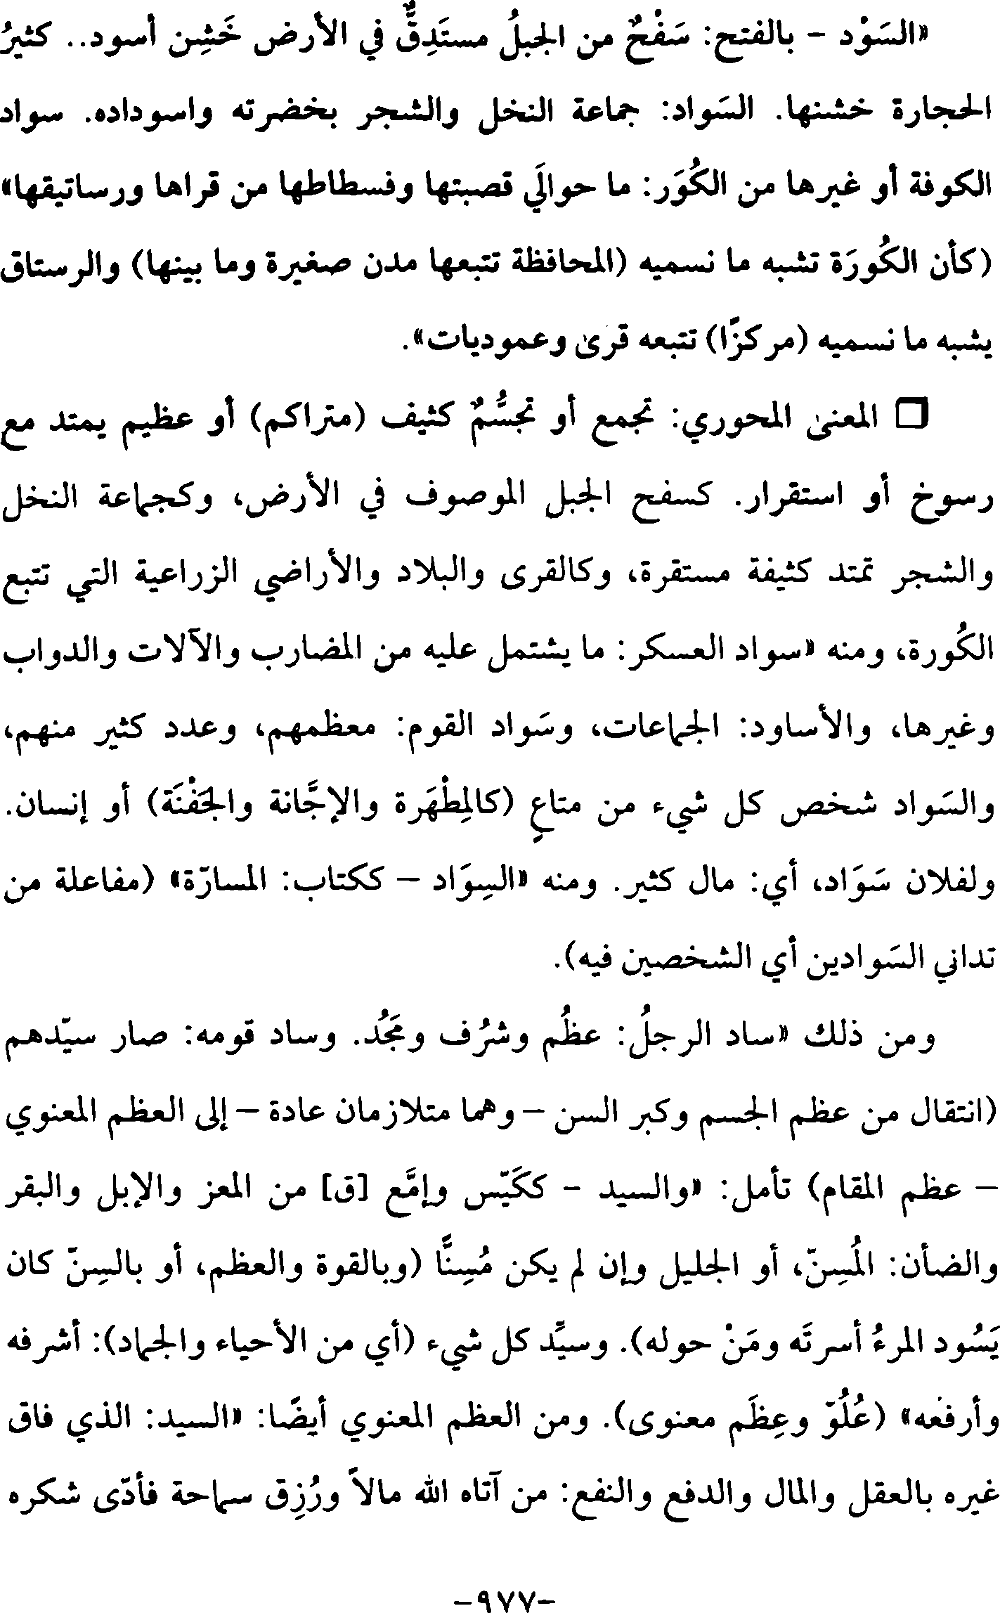 «السَوْد – بالفتح: سَفْحٌ من الجبلُ مستَدِقٌّ في الأرض خَشِن أسود.. كثيرُ
الحجارة خشنها. السَواد: جماعة النخل والشجر بخضرته واسوداده. سواد
الكوفة أو غيرها من الكُوَر: ما حوالَي قصبتها وفسطاطها من قراها ورساتيقها»
(كأن الكُورَة تشبه ما نسميه (المحافظة تتبعها مدن صغيرة وما بينها) والرستاق
يشبه ما نسميه (مركزًا) تتبعه قرى وعموديات».
□ المعنى المحوري: تجمع أو تجسُّمٌ كثيف (متراكم) أو عظيم يمتد مع
رسوخ أو استقرار. كسفح الجبل الموصوف في الأرض، وكجماعة النخل
والشجر تمتد كثيفة مستقرة، وكالقرى والبلاد والأراضي الزراعية التي تتبع
الكُورة، ومنه «سواد العسكر: ما يشتمل عليه من المضارب والآلات والدواب
وغيرها، والأساود: الجماعات، وسَواد القوم: معظمهم، وعدد كثير منهم،
والسَواد شخص كل شيء من متاعٍ (كالمِطْهَرة والإجَّانة والجَفْنَة) أو إنسان.
ولفلان سَوَاد، أي: مال كثير. ومنه «السِوَاد – ككتاب: المسارّة» (مفاعلة من
تداني السَوادين أي الشخصين فيه).
ومن ذلك «ساد الرجلُ: عظُم وشرُف ومَجُد. وساد قومه: صار سيّدهم
(انتقال من عظم الجسم وكبر السن – وهما متلازمان عادة – إلى العظم المعنوي
– عظم المقام) تأمل: «والسيد – ككَيّس وإمَّع [ق] من المعز والإبل والبقر
والضأن: المُسِنّ، أو الجليل وإن لم يكن مُسِنًّا (وبالقوة والعظم، أو بالسِنّ كان
يَسُود المرءُ أسرتَه ومَنْ حوله). وسيِّد كل شيء (أي من الأحياء والجماد): أشرفه
وأرفعه» (عُلُوّ وعِظَم معنوى). ومن العظم المعنوي أيضًا: «السيد: الذي فاق
غيره بالعقل والمال والدفع والنفع: من آتاه الله مالاً ورُزِق سماحة فأدّى شكره
-٩٧٧-